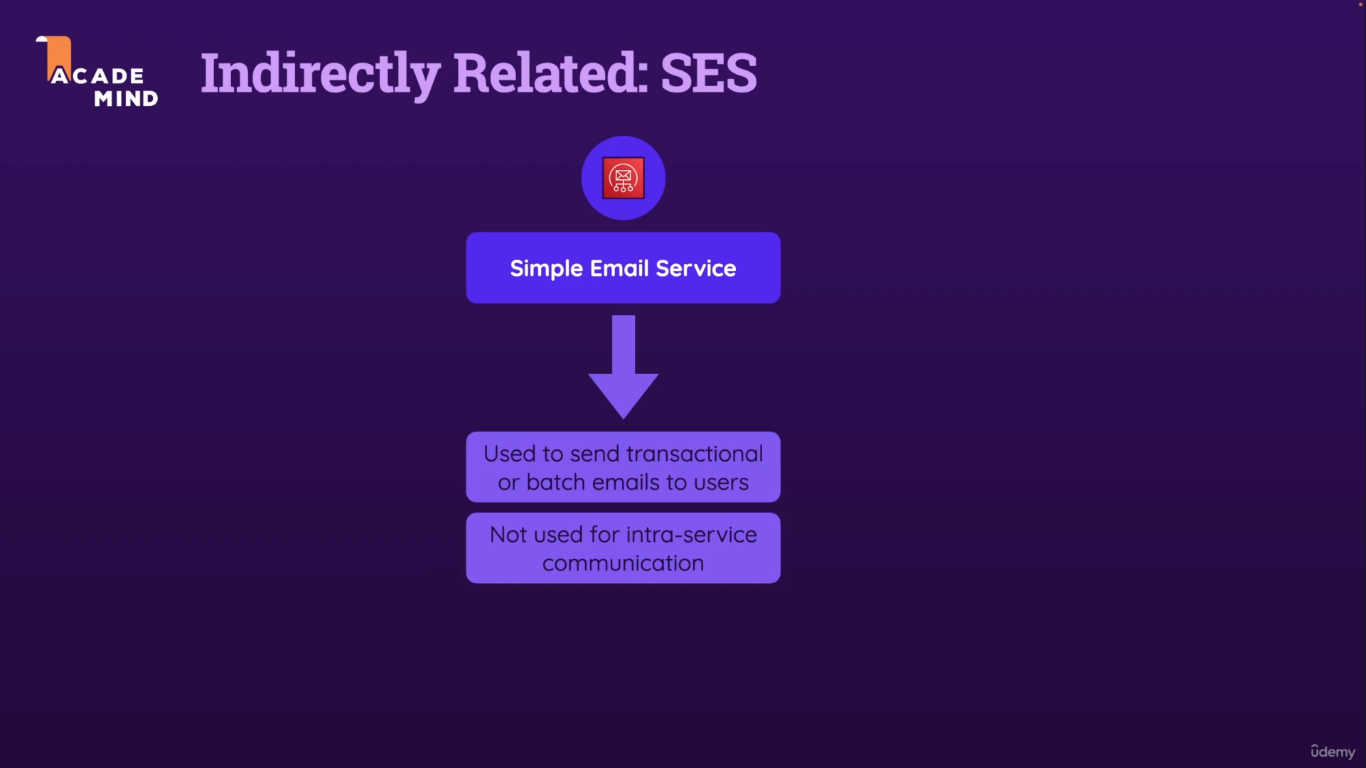 ACADE
MIND
Indirectly Related: SES
Simple Email Service
Used to send transactional
or batch emails to users
Not used for intra-service
communication
ûdemy